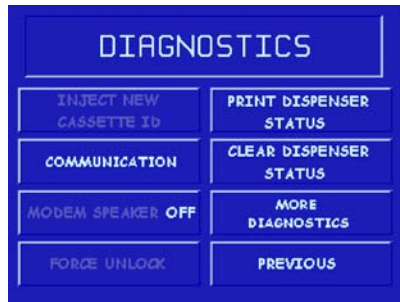 DIAGNOSTICS
INJECT NEW
CASSETTE ID
PRINT DISPENSER
STATUS
COMMUNICATION
CLEAR DISPENSER
STATUS
MODEM SPEAKER OFF
MORE
DIAGNOSTICS
FORCE UNLOCK
PREVIOUS